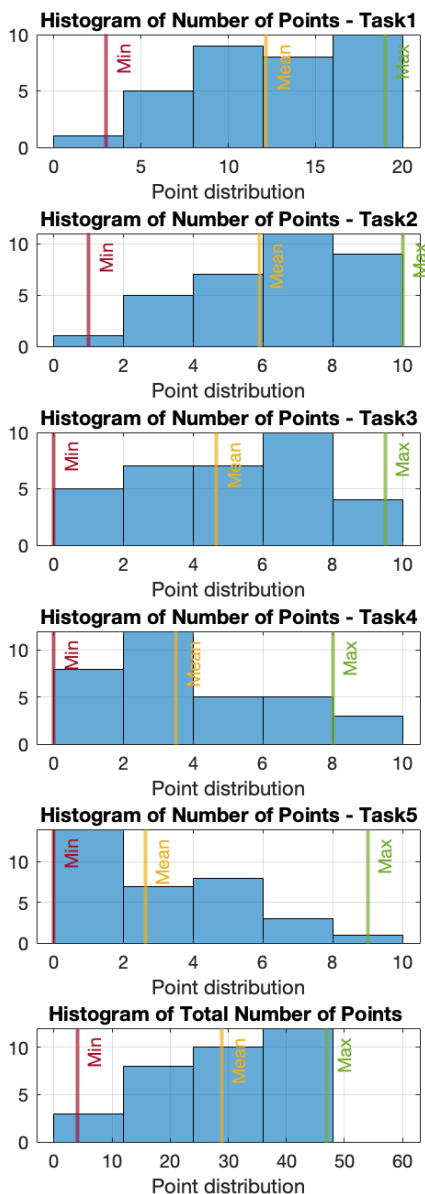 Histogram of Number of Points - Task1
10
5
0
Min
Mean
Max
0 5 10 15 20
Point distribution
Histogram of Number of Points - Task2
10
5
0
Min
Mean
Max
0 2 4 6 8 10
Point distribution
Histogram of Number of Points - Task3
10
5
0
Min
Mean
Max
0 2 4 6 8 10
Point distribution
Histogram of Number of Points - Task4
10
5
0
Min
Mean
Max
0 2 4 6 8 10
Point distribution
Histogram of Number of Points - Task5
10
5
0
Min
Mean
Max
0 2 4 6 8 10
Point distribution
Histogram of Total Number of Points
10
5
0
Min
Mean
Max
0 10 20 30 40 50 60
Point distribution